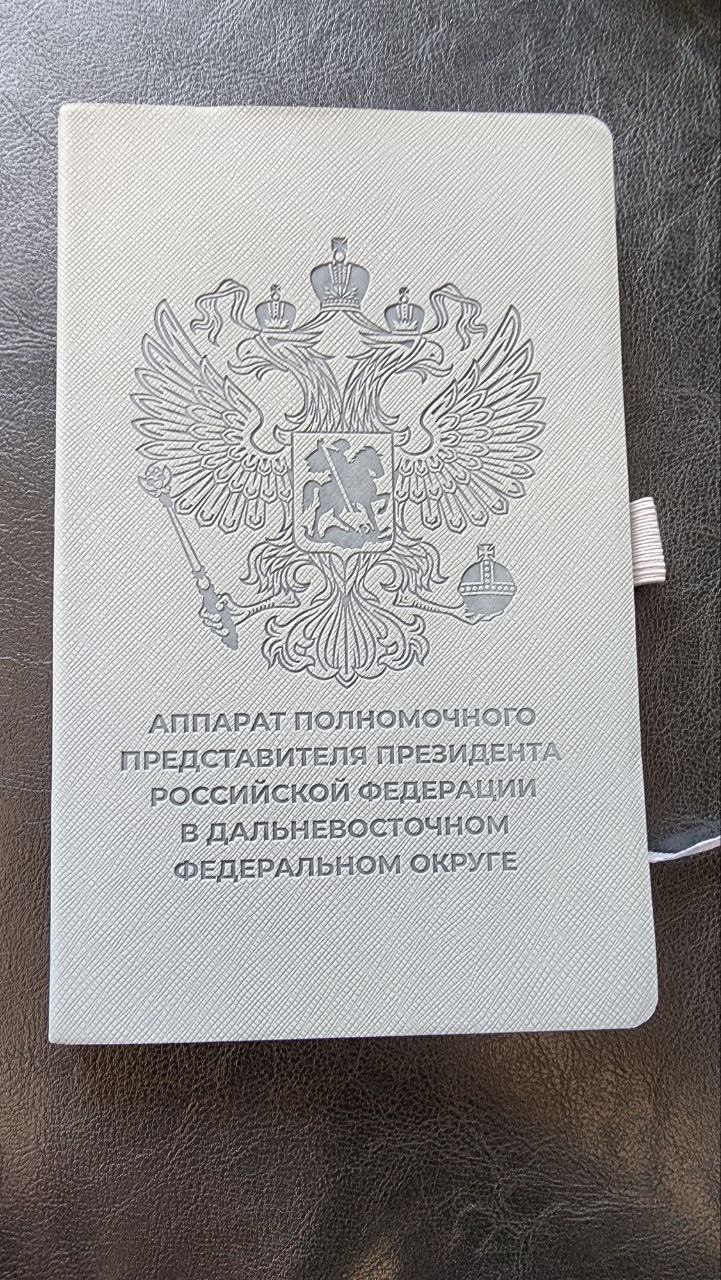 АППАРАТ ПОЛНОМОЧНОГО
ПРЕДСТАВИТЕЛЯ ПРЕЗИДЕНТА
РОССИЙСКОЙ ФЕДЕРАЦИИ
В ДАЛЬНЕВОСТОЧНОМ
ФЕДЕРАЛЬНОМ ОКРУГЕ